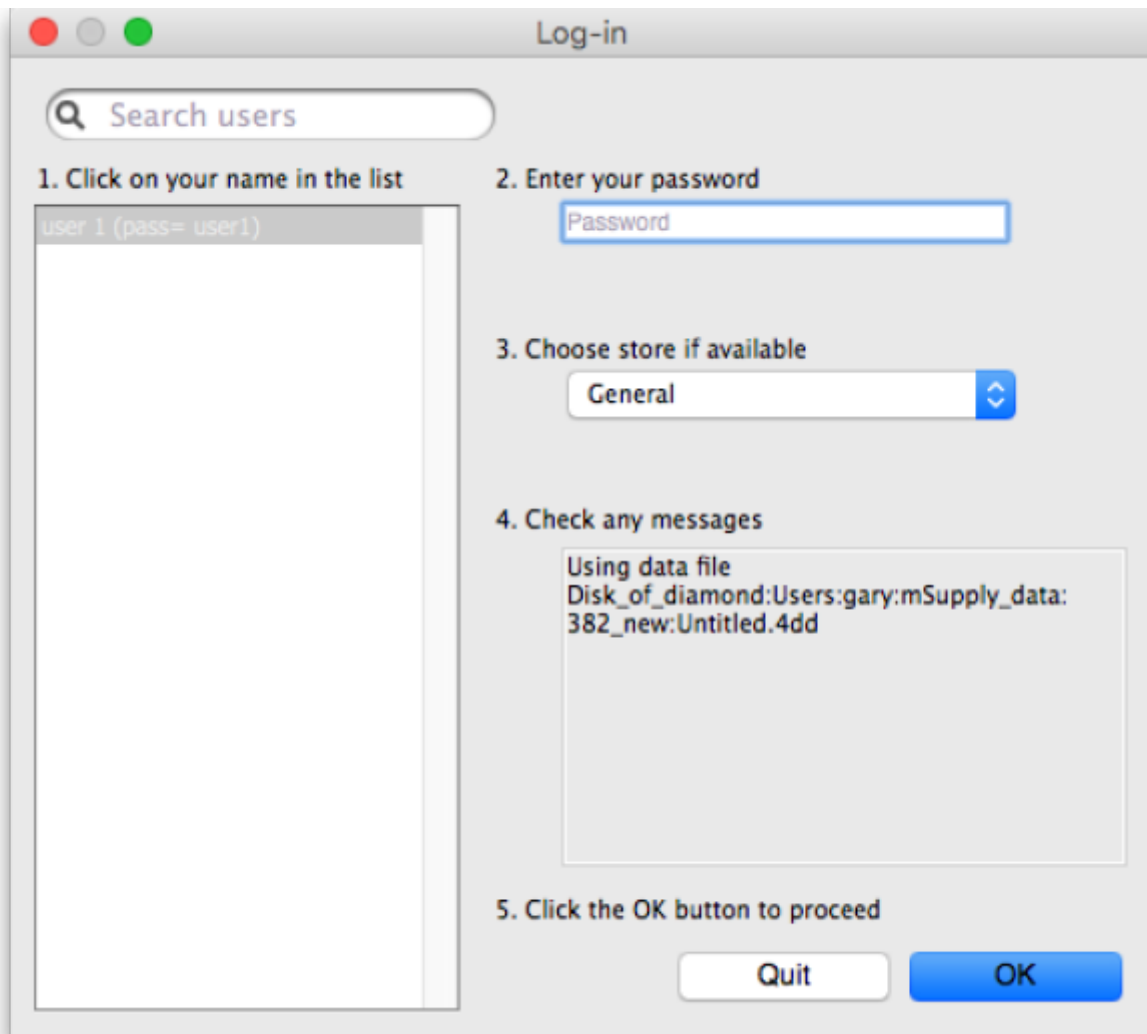 Log-in
Search users
1. Click on your name in the list
user 1 (pass= user1)
2. Enter your password
Password
3. Choose store if available
General
4. Check any messages
Using data file
Disk_of_diamond:Users:gary:mSupply_data:
382_new:Untitled.4dd
5. Click the OK button to proceed
Quit
OK